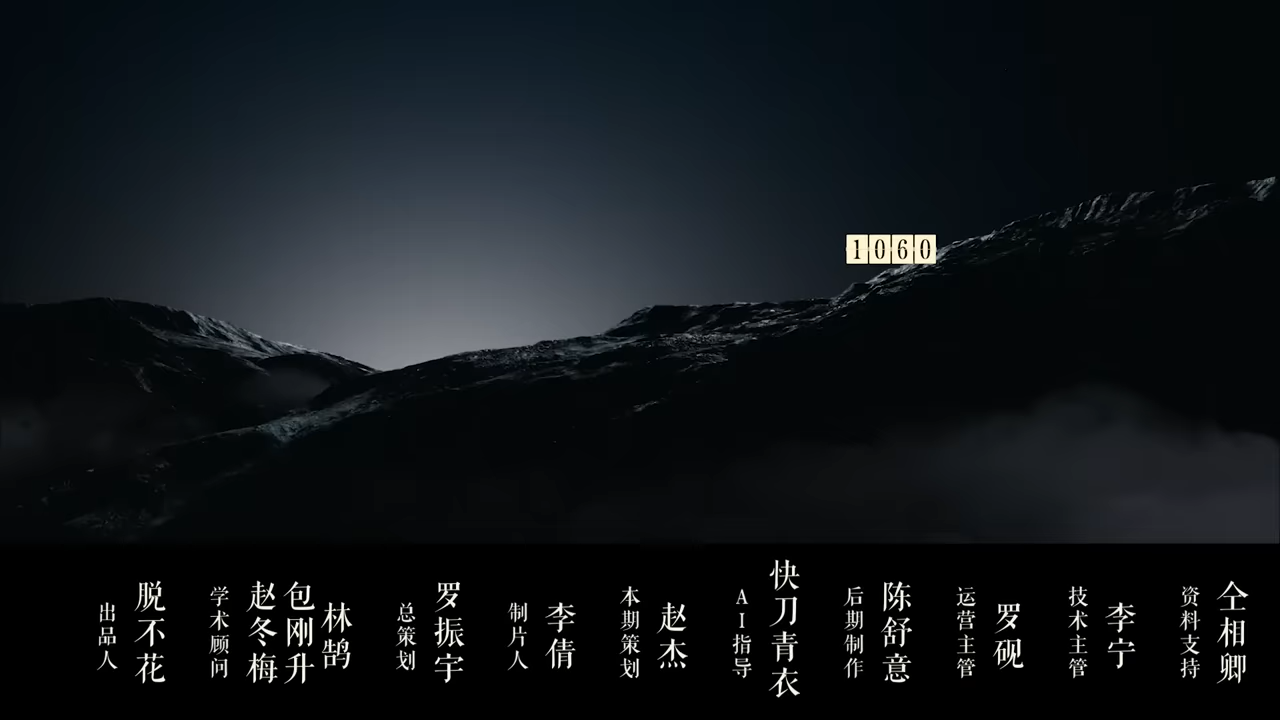 1060
出品人
脱不花
学术顾问
赵冬梅
包刚升
林鹄
总策划
罗振宇
制片人
李倩
本期策划
赵杰
AI指导
快刀青衣
后期制作
陈舒意
运营主管
罗砚
技术主管
李宁
资料支持
仝相卿